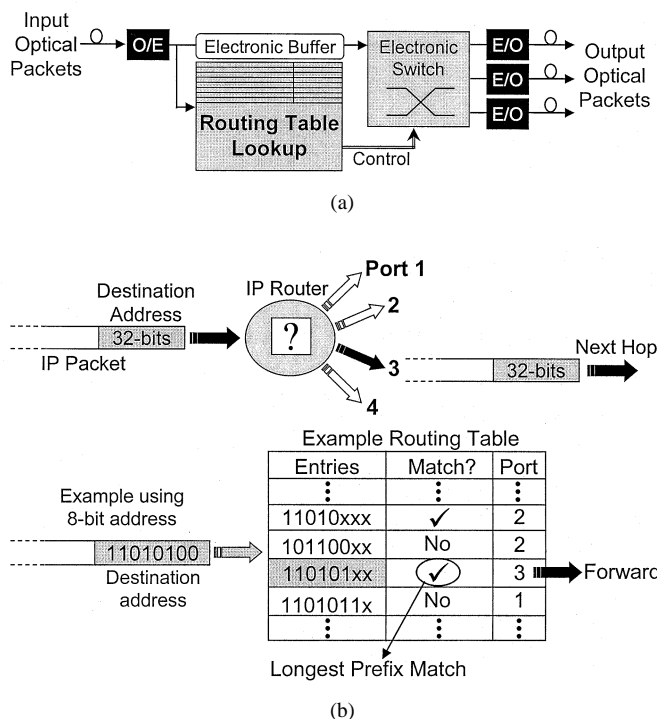 Input
Optical
Packets
O/E
Electronic Buffer
Routing Table
Lookup
Control
Electronic
Switch
E/O
E/O
E/O
Output
Optical
Packets
(a)
Destination
Address
32-bits
IP Packet
IP Router
?
Port 1
2
3
4
32-bits
Next Hop
Example Routing Table
Entries Match? Port
11010xxx ✓ 2
101100xx No 2
110101xx ✓ 3
1101011x No 1
Forward
Example using
8-bit address
11010100
Destination
address
Longest Prefix Match
(b)